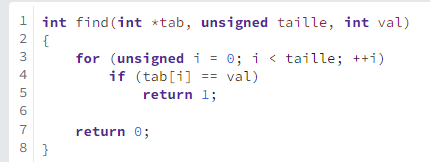 1 int find(int *tab, unsigned taille, int val)
2 {
3     for (unsigned i = 0; i < taille; ++i)
4         if (tab[i] == val)
5             return 1;
6
7     return 0;
8 }